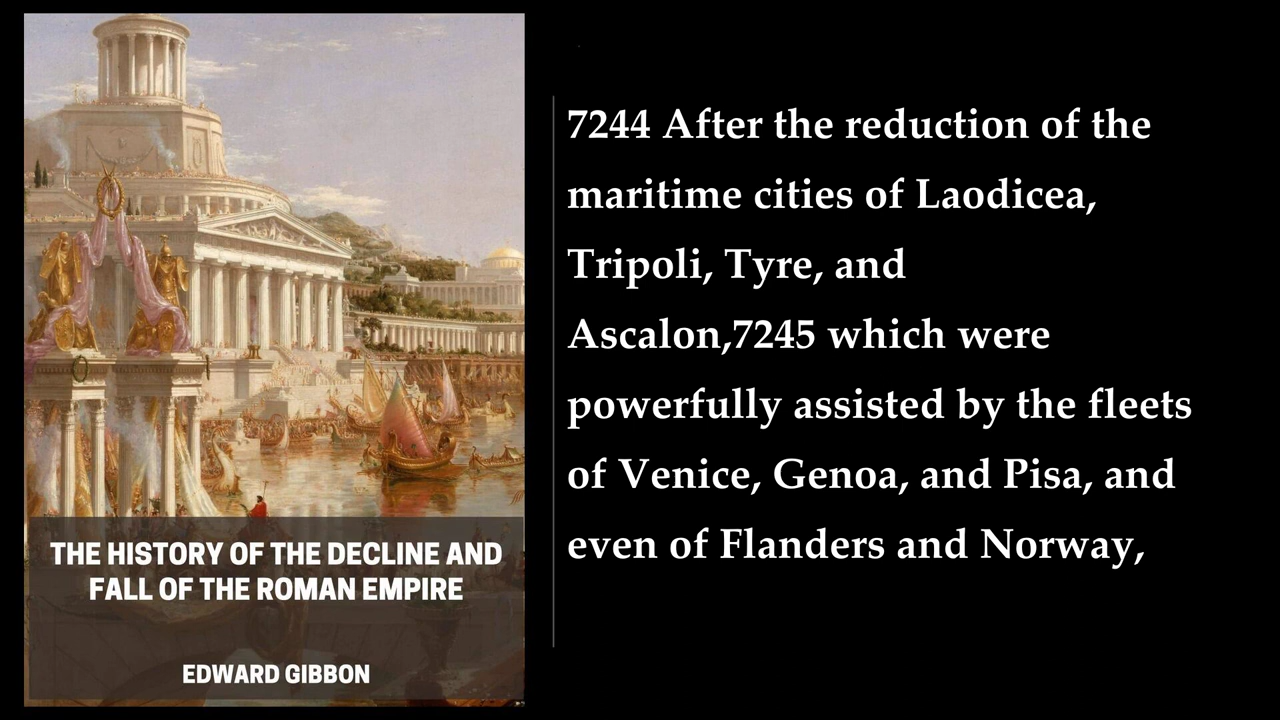 THE HISTORY OF THE DECLINE AND
FALL OF THE ROMAN EMPIRE
EDWARD GIBBON
7244 After the reduction of the
maritime cities of Laodicea,
Tripoli, Tyre, and
Ascalon,7245 which were
powerfully assisted by the fleets
of Venice, Genoa, and Pisa, and
even of Flanders and Norway,